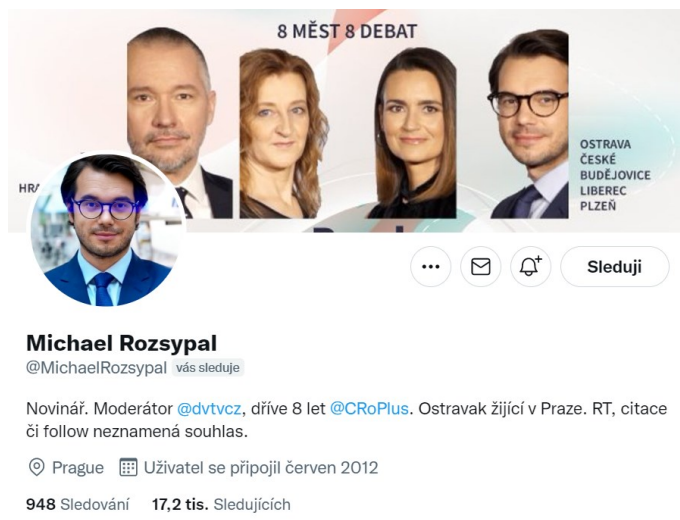 8 MĚST 8 DEBAT
OSTRAVA
ČESKÉ
BUDĚJOVICE
LIBEREC
PLZEŇ
Sleduji
Michael Rozsypal
@MichaelRozsypal vás sleduje
Novinář. Moderátor @dvtvcz, dříve 8 let @CRoPlus. Ostravak žijící v Praze. RT, citace
či follow neznamená souhlas.
Prague Uživatel se připojil červen 2012
948 Sledování 17,2 tis. Sledujících